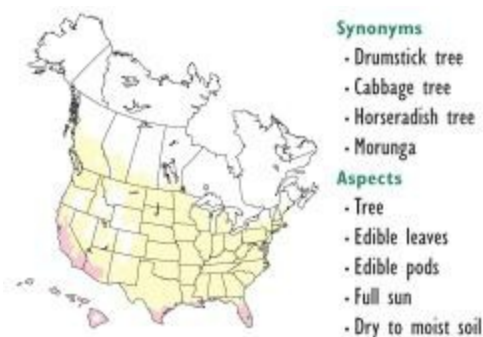 Synonyms
- Drumstick tree
- Cabbage tree
- Horseradish tree
- Morunga
Aspects
- Tree
- Edible leaves
- Edible pods
- Full sun
- Dry to moist soil